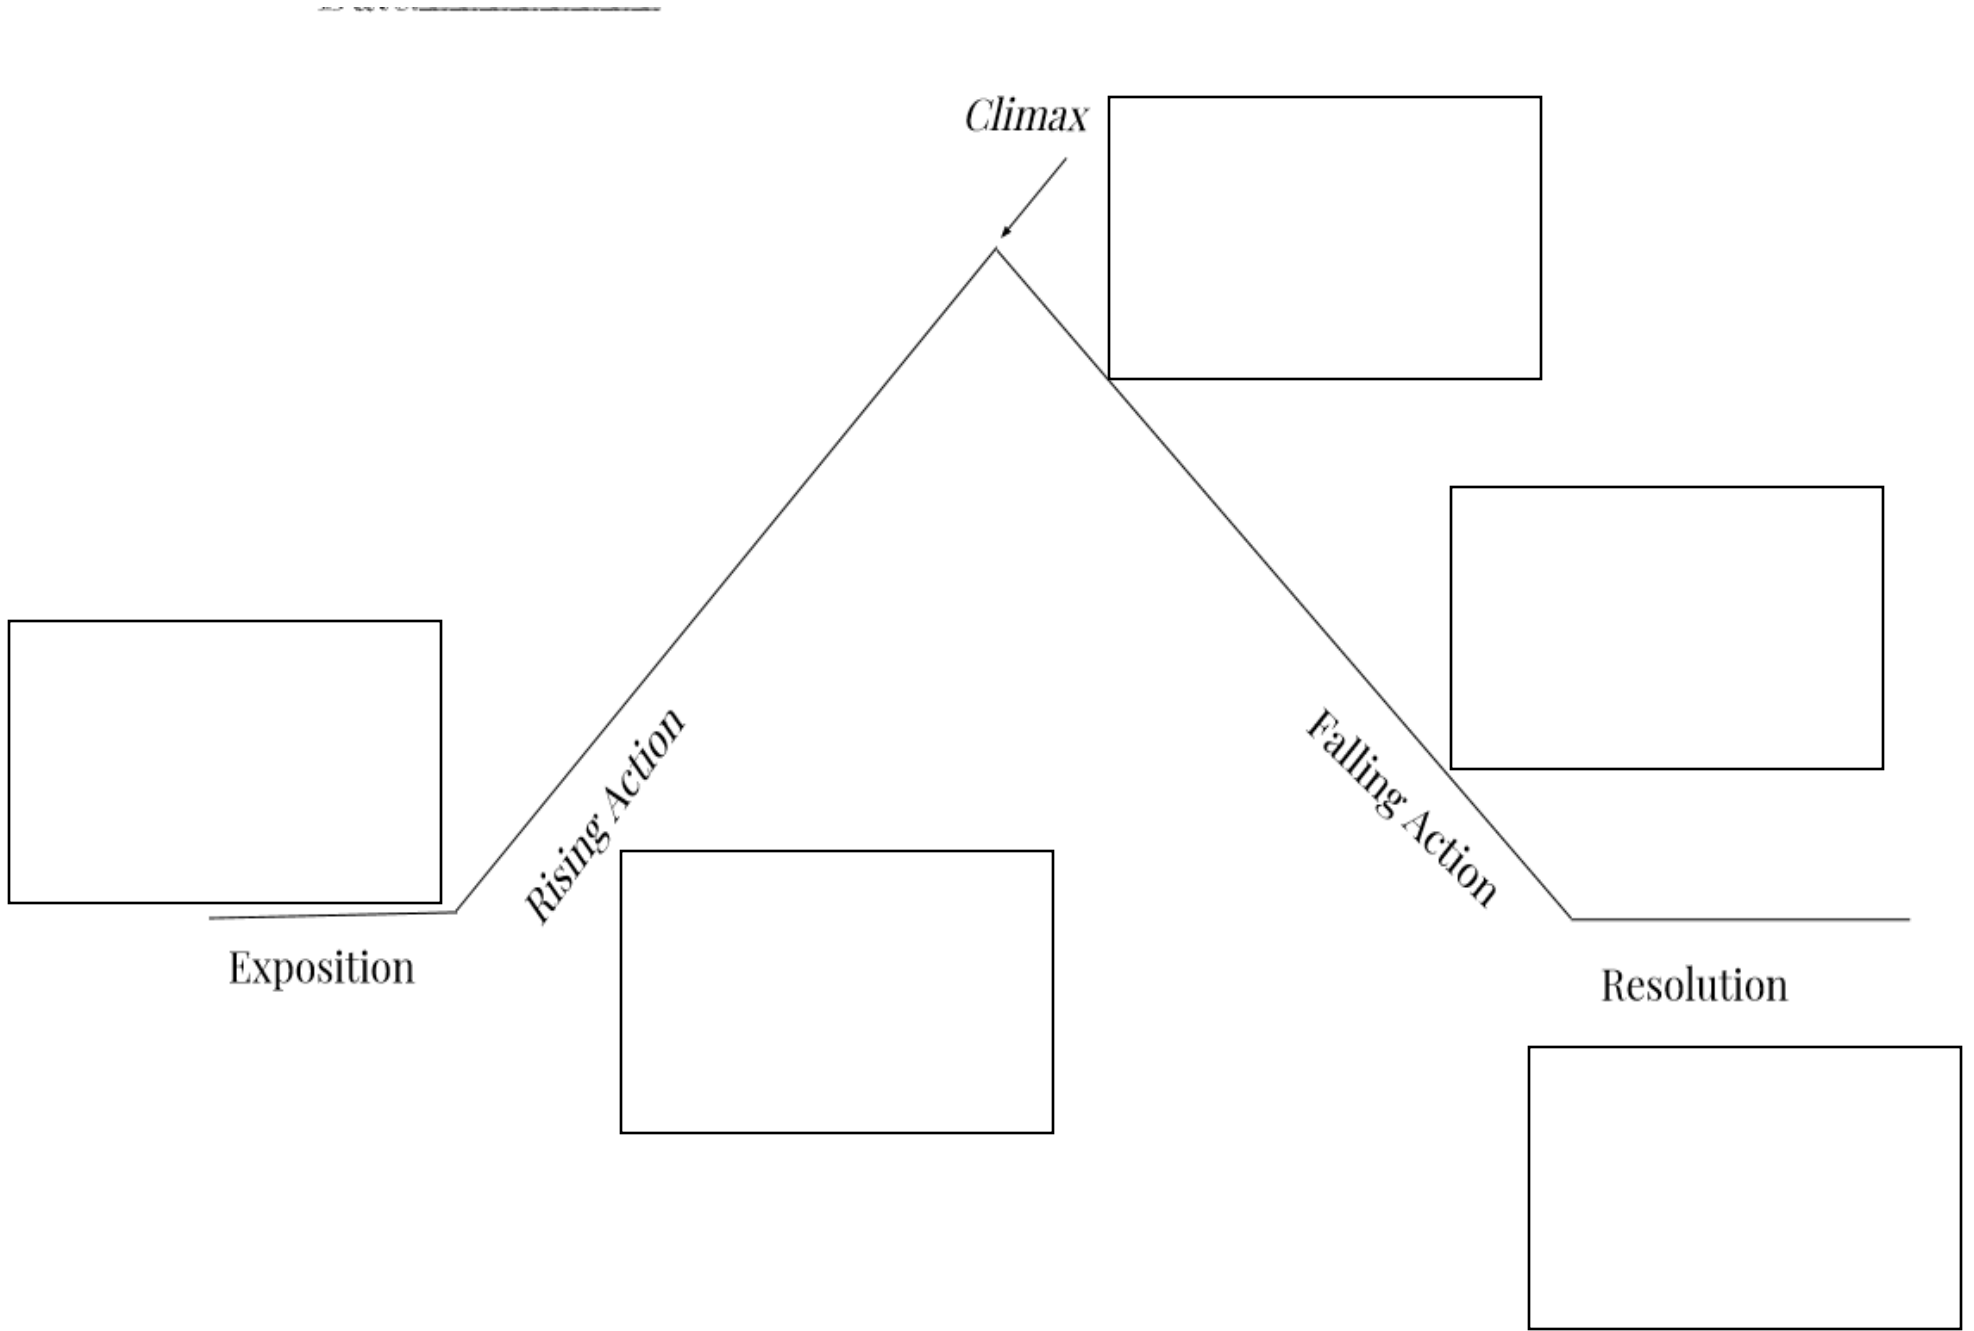 Climax
Rising Action
Falling Action
Exposition
Resolution